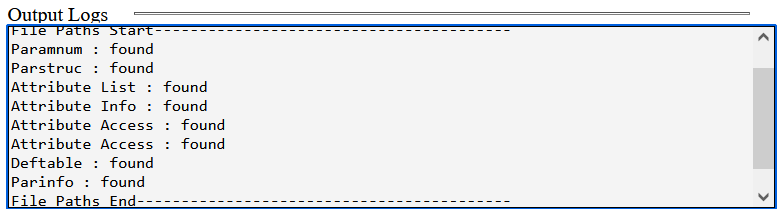 Output Logs
File Paths Start----------------------------------------
Paramnum : found
Parstruc : found
Attribute List : found
Attribute Info : found
Attribute Access : found
Attribute Access : found
Deftable : found
Parinfo : found
File Paths End------------------------------------------